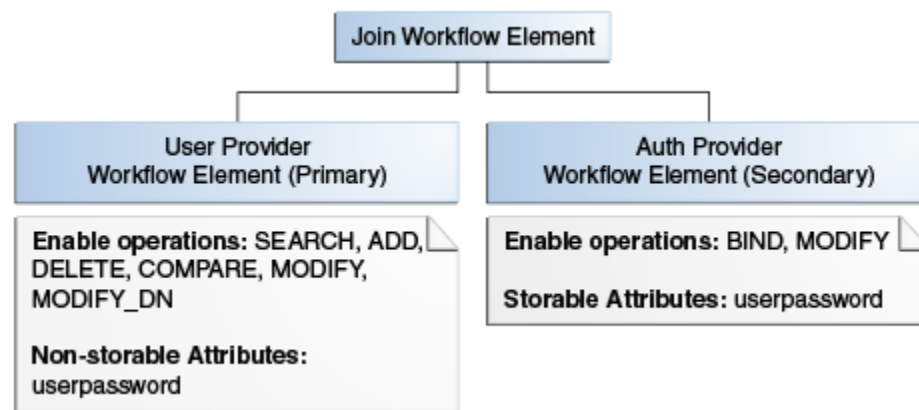 Join Workflow Element
User Provider
Workflow Element (Primary)
Auth Provider
Workflow Element (Secondary)
Enable operations: SEARCH, ADD,
DELETE, COMPARE, MODIFY,
MODIFY_DN
Non-storable Attributes:
userpassword
Enable operations: BIND, MODIFY
Storable Attributes: userpassword